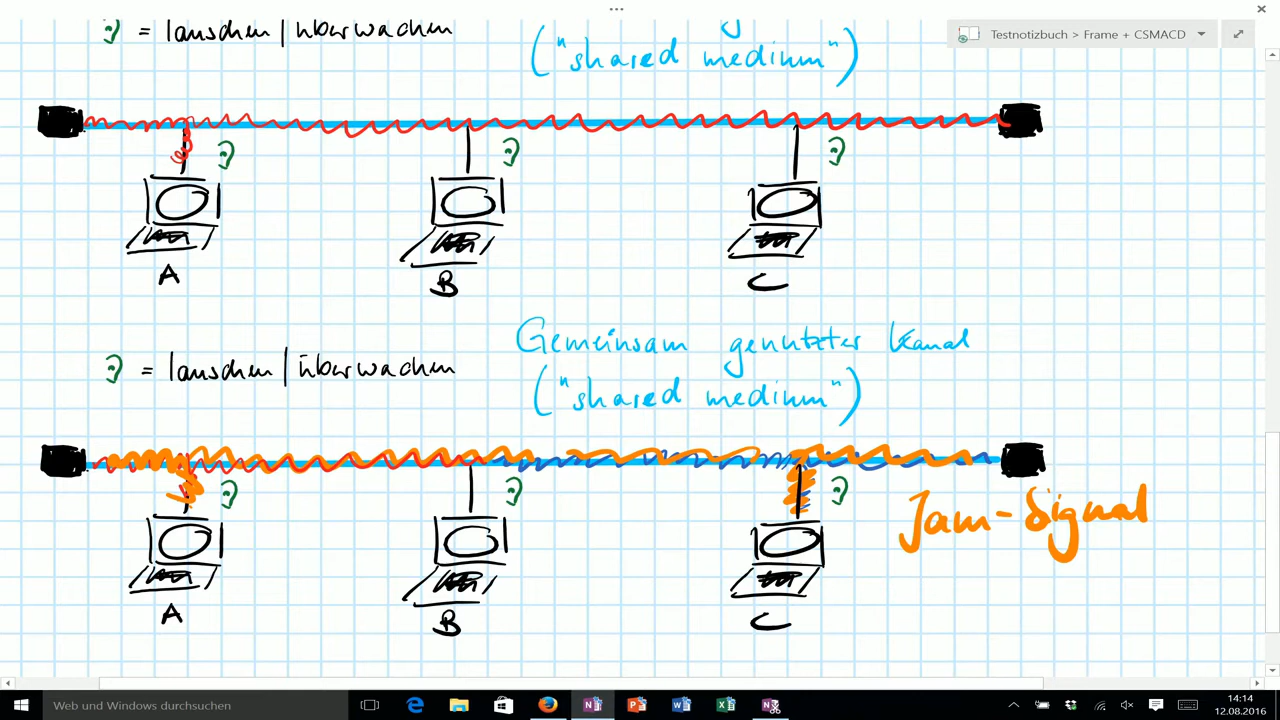 = lauschen | überwachen
("shared medium")
Testnotizbuch > Frame + CSMACD
A
B
C
Gemeinsam genutzter Kanal
= lauschen | überwachen
("shared medium")
Jam-Signal
A
B
C
Web und Windows durchsuchen
14:14
12.08.2016